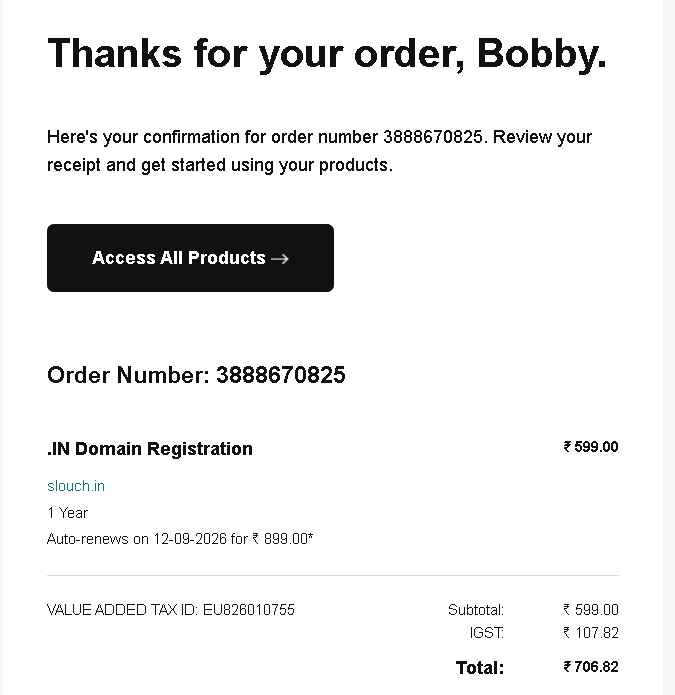 Thanks for your order, Bobby.
Here's your confirmation for order number 3888670825. Review your
receipt and get started using your products.
Access All Products →
Order Number: 3888670825
.IN Domain Registration ₹ 599.00
slouch.in
1 Year
Auto-renews on 12-09-2026 for ₹ 899.00*
VALUE ADDED TAX ID: EU826010755 Subtotal: ₹ 599.00
IGST: ₹ 107.82
Total: ₹ 706.82